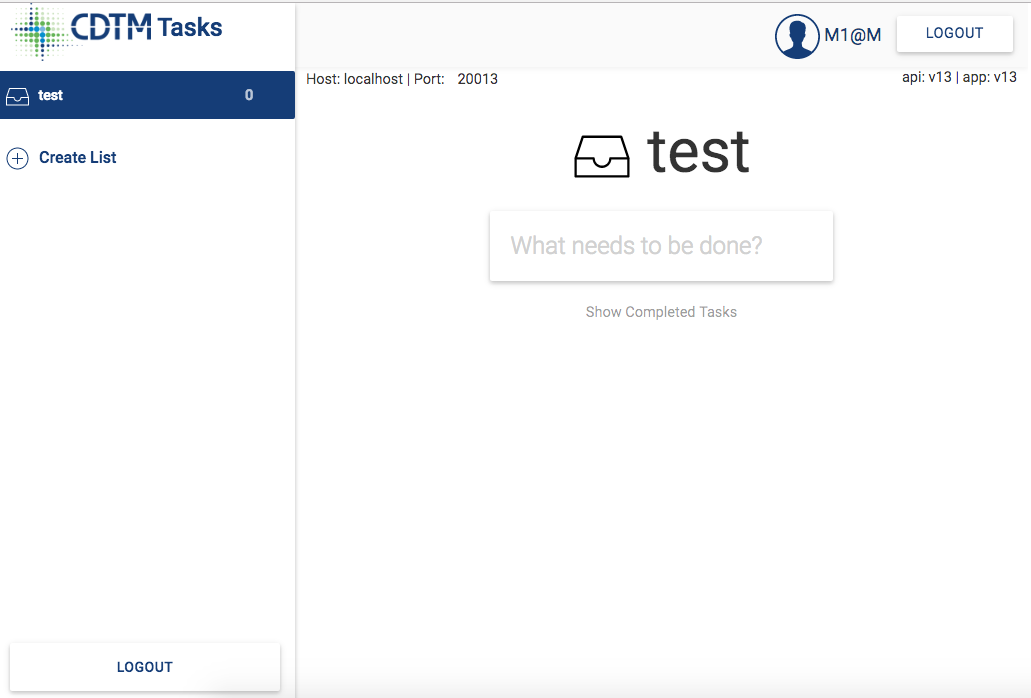 CDTM Tasks
M1@M
LOGOUT
test 0
Host: localhost | Port: 20013
api: v13 | app: v13
Create List
test
What needs to be done?
Show Completed Tasks
LOGOUT